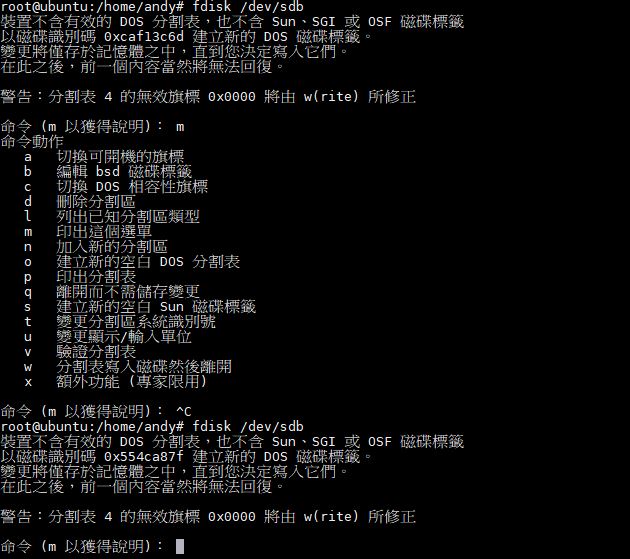 root@ubuntu:/home/andy# fdisk /dev/sdb
裝置不含有效的 DOS 分割表，也不含 Sun、SGI 或 OSF 磁碟標籤
以磁碟識別碼 0xcaf13c6d 建立新的 DOS 磁碟標籤。
變更將僅存於記憶體之中，直到您決定寫入它們。
在此之後，前一個內容當然將無法回復。

警告：分割表 4 的無效旗標 0x0000 將由 w(rite) 所修正

命令 (m 以獲得說明)： m
命令動作
a 切換可開機的旗標
b 編輯 bsd 磁碟標籤
c 切換 DOS 相容性旗標
d 刪除分割區
l 列出已知分割區類型
m 印出這個選單
n 加入新的分割區
o 建立新的空白 DOS 分割表
p 印出分割表
q 離開而不需儲存變更
s 建立新的空白 Sun 磁碟標籤
t 變更分割區系統識別號
u 變更顯示/輸入單位
v 驗證分割表
w 分割表寫入磁碟然後離開
x 額外功能 (專家限用)

命令 (m 以獲得說明)： ^C
root@ubuntu:/home/andy# fdisk /dev/sdb
裝置不含有效的 DOS 分割表，也不含 Sun、SGI 或 OSF 磁碟標籤
以磁碟識別碼 0x554ca87f 建立新的 DOS 磁碟標籤。
變更將僅存於記憶體之中，直到您決定寫入它們。
在此之後，前一個內容當然將無法回復。

警告：分割表 4 的無效旗標 0x0000 將由 w(rite) 所修正

命令 (m 以獲得說明)：